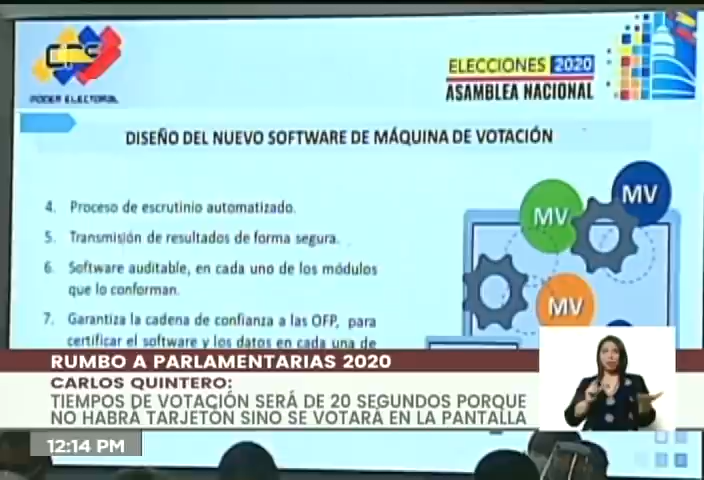 CNE
PODER ELECTORAL
ELECCIONES 2020
ASAMBLEA NACIONAL
DISEÑO DEL NUEVO SOFTWARE DE MÁQUINA DE VOTACIÓN
4. Proceso de escrutinio automatizado.
5. Transmisión de resultados de forma segura.
6. Software auditable, en cada uno de los módulos
que lo conforman.
7. Garantiza la cadena de confianza a las OFP, para
certificar el software y los datos en cada una de
MV
MV
MV
RUMBO A PARLAMENTARIAS 2020
CARLOS QUINTERO:
TIEMPOS DE VOTACIÓN SERÁ DE 20 SEGUNDOS PORQUE
NO HABRÁ TARJETÓN SINO SE VOTARÁ EN LA PANTALLA
12:14 PM